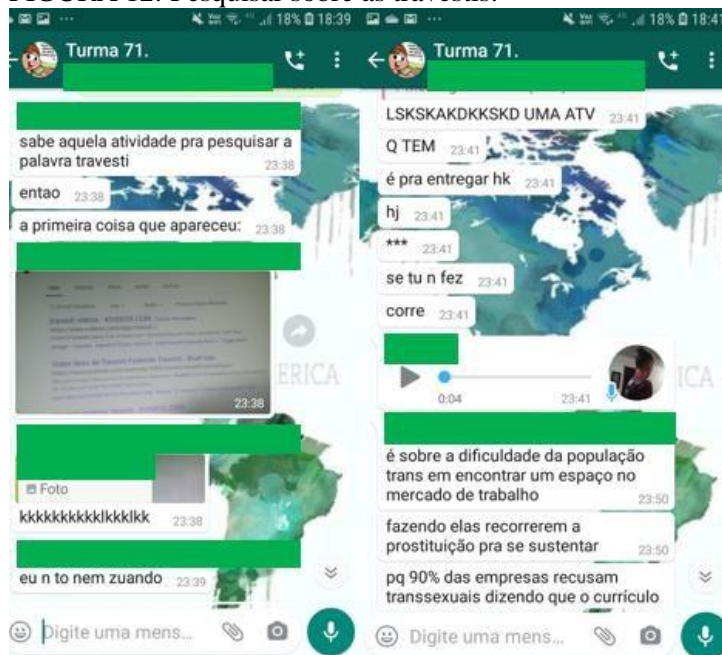 FIGURA 12: Pesquisar sobre as travestis.
18% 18:39
Turma 71.
sabe aquela atividade pra pesquisar a
palavra travesti
23:38
entao 23:38
a primeira coisa que apareceu: 23:38
ERICA
23:38
Foto
kkkkkkkkkklkkklkk 23:38
eu n to nem zuando 23:39
Digite uma mens...
18% 18:41
Turma 71.
LSKSKAKDKKSKD UMA ATV 23:41
Q TEM 23:41
é pra entregar hk 23:41
hj 23:41
*** 23:41
se tu n fez 23:41
corre 23:41
ICA
0:04 23:41
é sobre a dificuldade da população
trans em encontrar um espaço no
mercado de trabalho 23:50
fazendo elas recorrerem a
prostituição pra se sustentar 23:50
pq 90% das empresas recusam
transsexuais dizendo que o currículo
Digite uma mens...